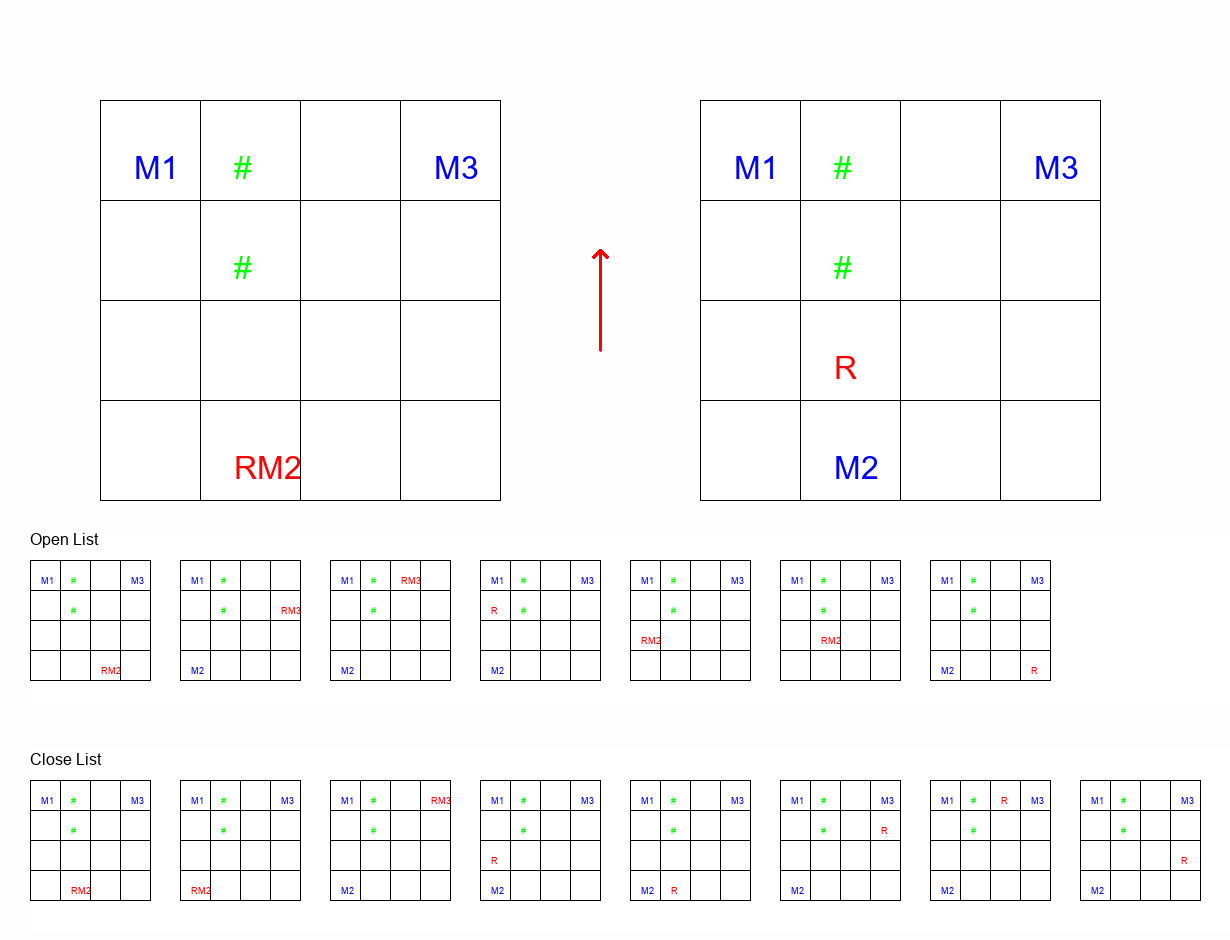 M1 # M3 M1 # M3
# #
R
RM2 M2
Open List
M1 # M3 M1 # M1 # RM3 M1 # M3 M1 # M3 M1 # M3 M1 # M3
# # RM3 # R # # # #
RM2 RM2
RM2 M2 M2 M2 M2 R
Close List
M1 # M3 M1 # M3 M1 # RM3 M1 # M3 M1 # M3 M1 # M3 M1 # R M3 M1 # M3
# # # # # # R # #
R R
RM2 RM2 M2 M2 M2 R M2 M2 M2